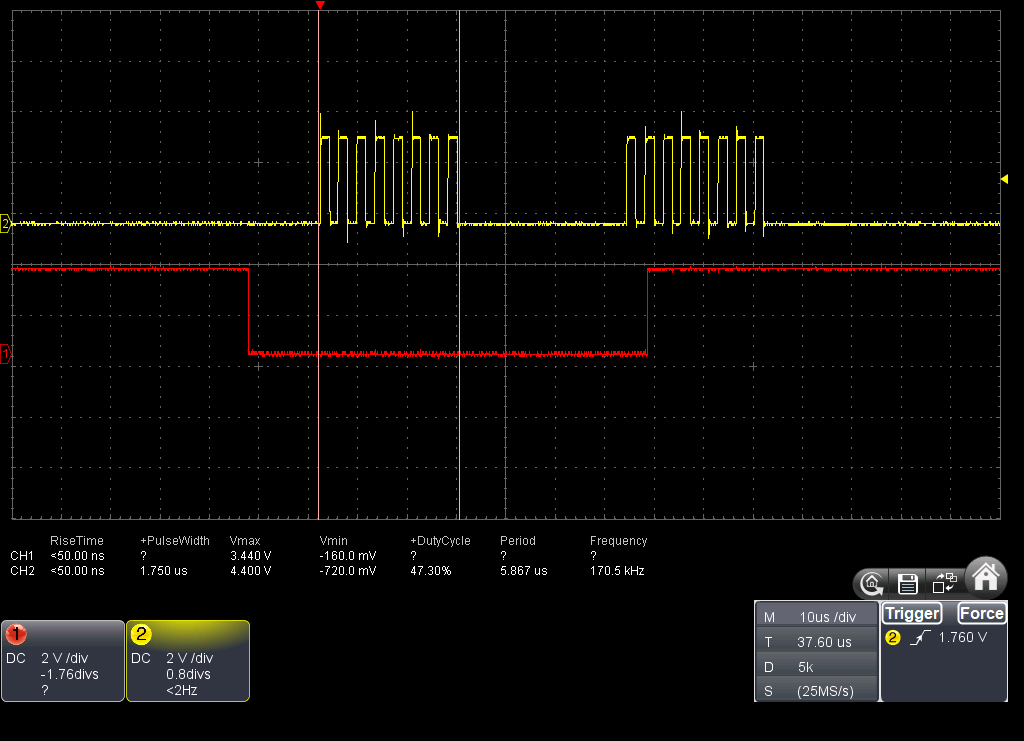 2
1
RiseTime +PulseWidth Vmax Vmin +DutyCycle Period Frequency
CH1 <50.00 ns ? 3.440 V -160.0 mV ? ? ?
CH2 <50.00 ns 1.750 us 4.400 V -720.0 mV 47.30% 5.867 us 170.5 kHz
1
DC 2 V /div
-1.76divs
?
2
DC 2 V /div
0.8divs
<2Hz
M 10us /div
T 37.60 us
D 5k
S (25MS/s)
Trigger Force
2 1.760 V